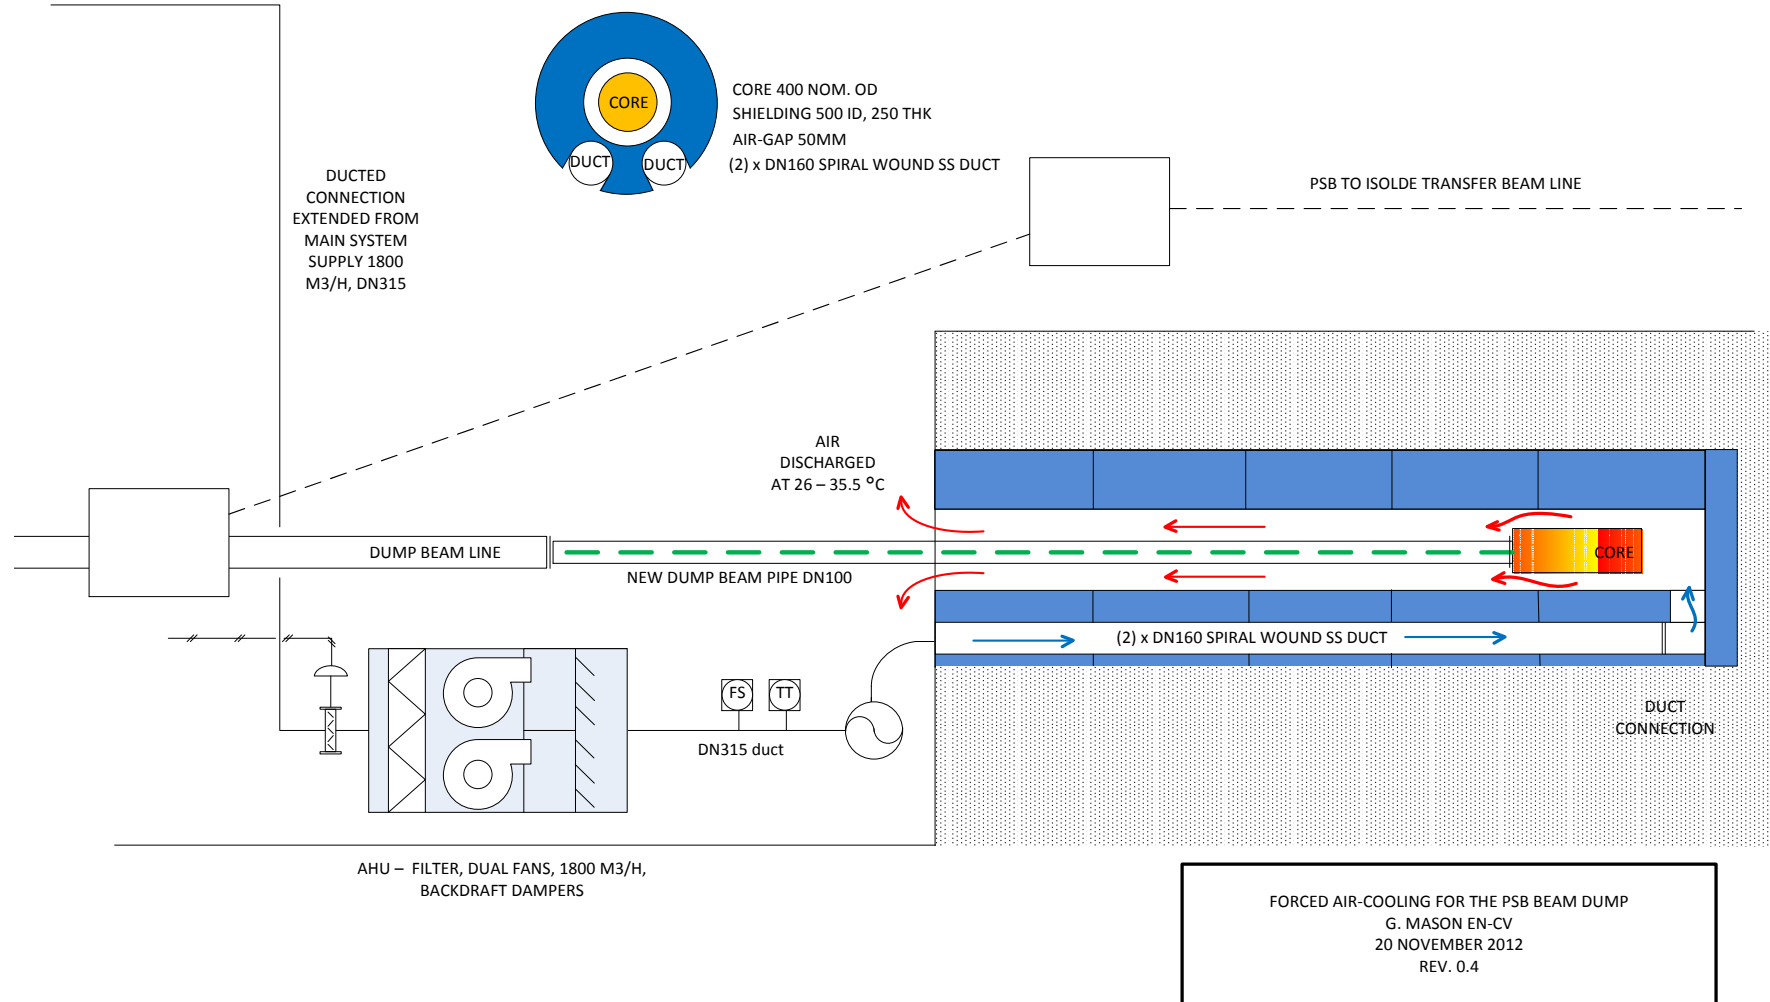 CORE
DUCT
DUCT
CORE 400 NOM. OD
SHIELDING 500 ID, 250 THK
AIR-GAP 50MM
(2) x DN160 SPIRAL WOUND SS DUCT
DUCTED
CONNECTION
EXTENDED FROM
MAIN SYSTEM
SUPPLY 1800
M3/H, DN315
PSB TO ISOLDE TRANSFER BEAM LINE
AIR
DISCHARGED
AT 26 – 35.5 °C
DUMP BEAM LINE
NEW DUMP BEAM PIPE DN100
CORE
(2) x DN160 SPIRAL WOUND SS DUCT
FS
TT
DN315 duct
DUCT
CONNECTION
AHU – FILTER, DUAL FANS, 1800 M3/H,
BACKDRAFT DAMPERS
FORCED AIR-COOLING FOR THE PSB BEAM DUMP
G. MASON EN-CV
20 NOVEMBER 2012
REV. 0.4